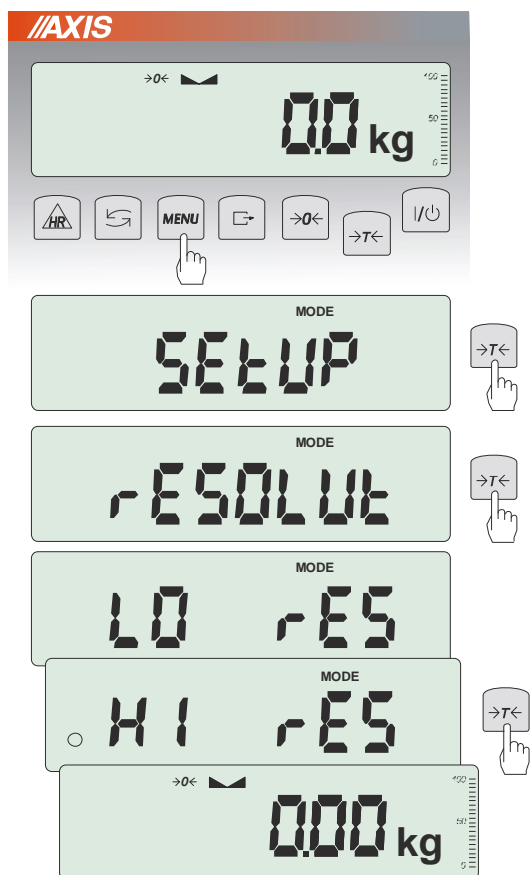 //AXIS
→0← 100
50
0.0 kg
0
HR MENU →0← →T← I/⏻
MODE
SEtUP
→T←
MODE
rESOLUt
→T←
MODE
LO rES
MODE
HI rES
→T←
→0← 100
50
0.00 kg
0